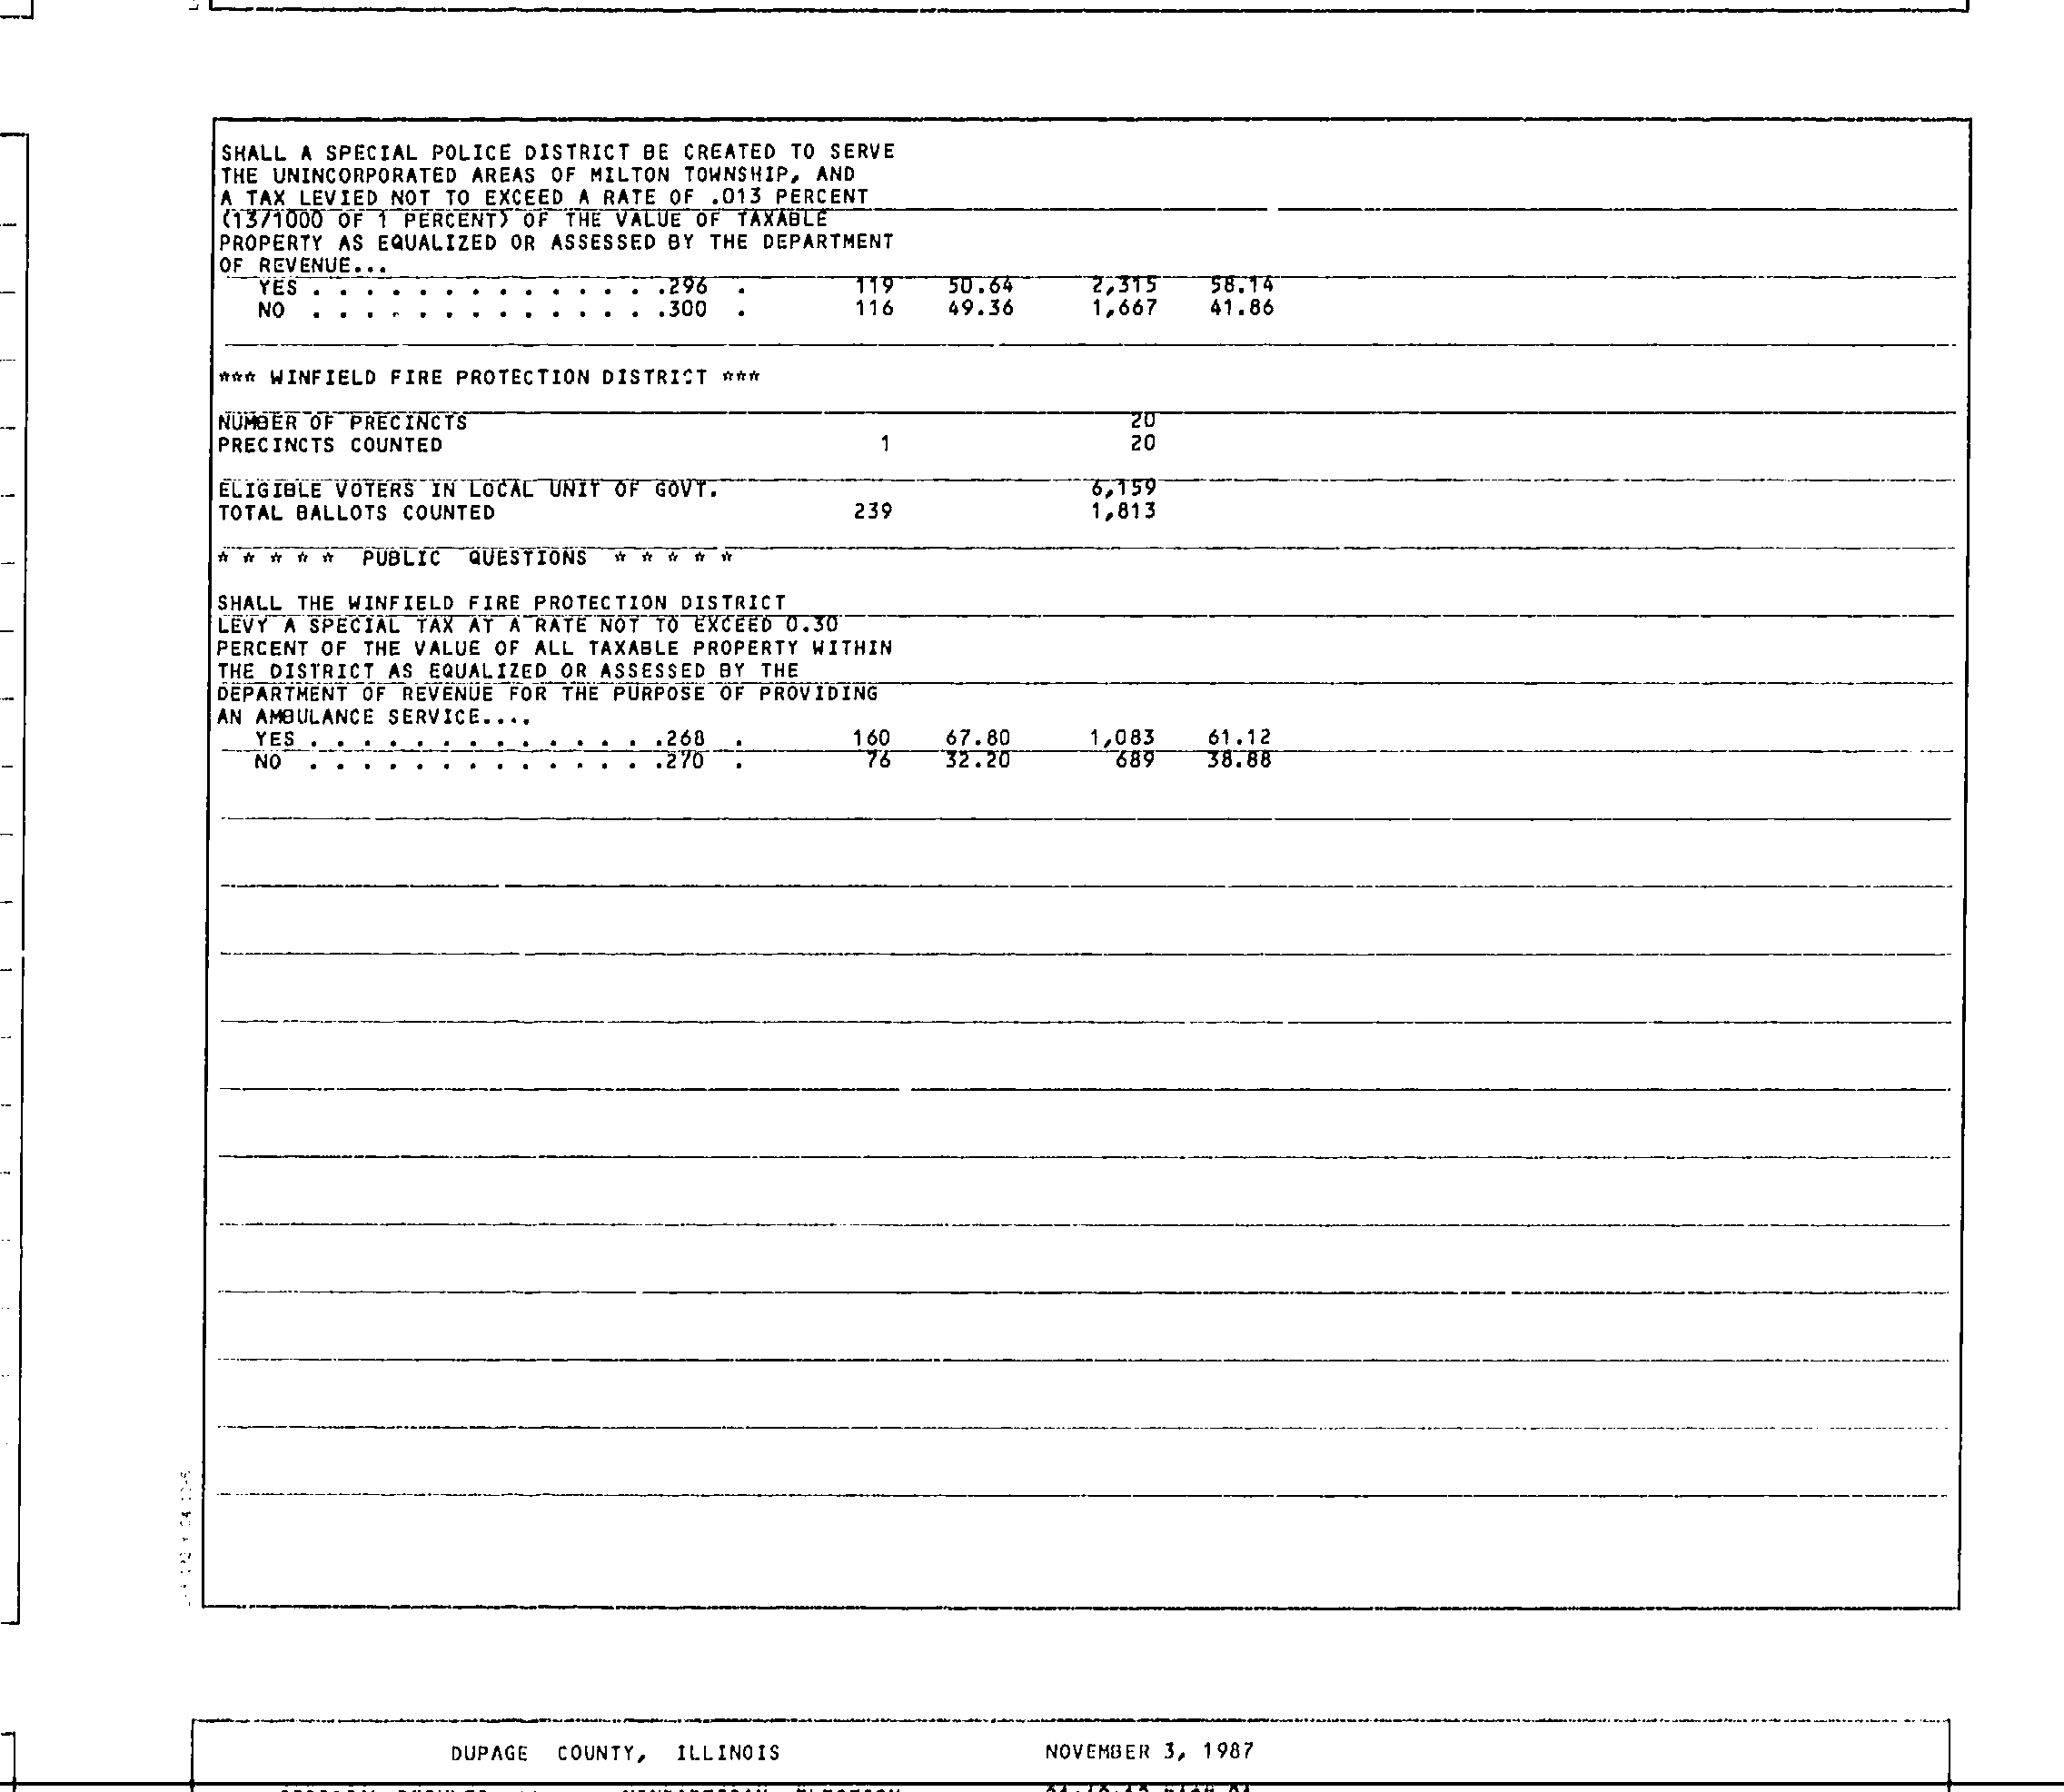 SHALL A SPECIAL POLICE DISTRICT BE CREATED TO SERVE
THE UNINCORPORATED AREAS OF MILTON TOWNSHIP, AND
A TAX LEVIED NOT TO EXCEED A RATE OF .013 PERCENT
(13/1000 OF 1 PERCENT) OF THE VALUE OF TAXABLE
PROPERTY AS EQUALIZED OR ASSESSED BY THE DEPARTMENT
OF REVENUE...
YES . . . . . . . . . . . . . .296 . 119 50.64 2,315 58.14
NO . . . . . . . . . . . . . .300 . 116 49.36 1,667 41.86
*** WINFIELD FIRE PROTECTION DISTRICT ***
NUMBER OF PRECINCTS 20
PRECINCTS COUNTED 1 20
ELIGIBLE VOTERS IN LOCAL UNIT OF GOVT. 6,159
TOTAL BALLOTS COUNTED 239 1,813
* * * * * PUBLIC QUESTIONS * * * * *
SHALL THE WINFIELD FIRE PROTECTION DISTRICT
LEVY A SPECIAL TAX AT A RATE NOT TO EXCEED 0.30
PERCENT OF THE VALUE OF ALL TAXABLE PROPERTY WITHIN
THE DISTRICT AS EQUALIZED OR ASSESSED BY THE
DEPARTMENT OF REVENUE FOR THE PURPOSE OF PROVIDING
AN AMBULANCE SERVICE....
YES . . . . . . . . . . . . . .268 . 160 67.80 1,083 61.12
NO . . . . . . . . . . . . . .270 . 76 32.20 689 38.88
DUPAGE COUNTY, ILLINOIS NOVEMBER 3, 1987